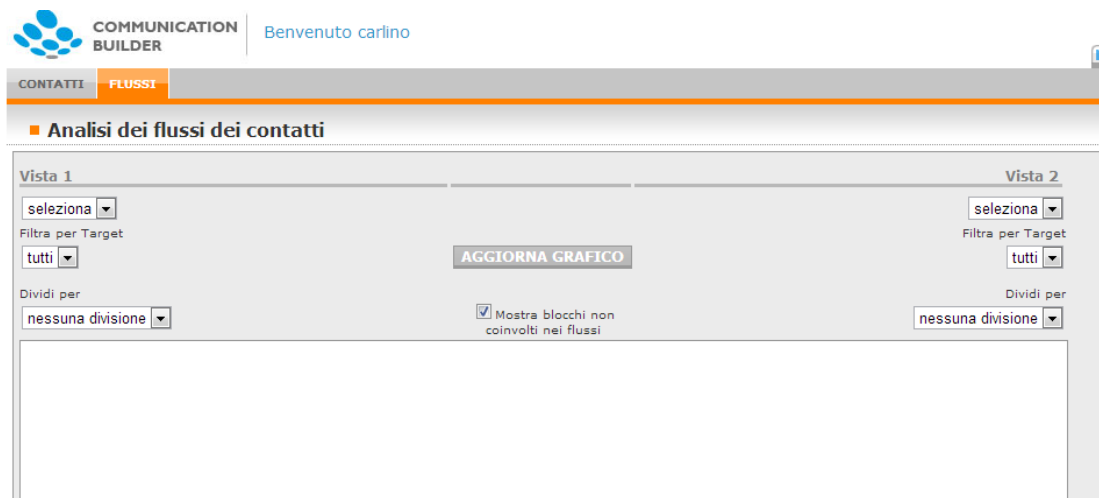 COMMUNICATION
BUILDER
Benvenuto carlino
CONTATTI FLUSSI
Analisi dei flussi dei contatti
Vista 1 Vista 2
seleziona seleziona
Filtra per Target Filtra per Target
tutti AGGIORNA GRAFICO tutti
Dividi per Dividi per
nessuna divisione Mostra blocchi non nessuna divisione
coinvolti nei flussi